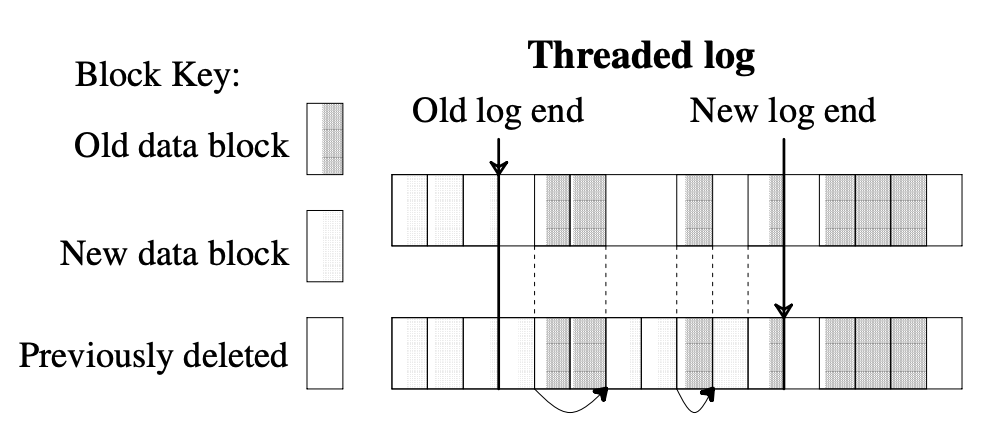 Threaded log
Block Key:
Old log end
New log end
Old data block
New data block
Previously deleted